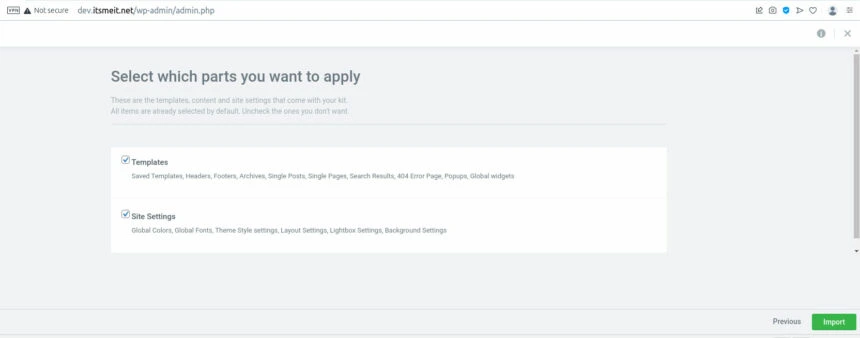 VPN Not secure dev.itsmeit.net/wp-admin/admin.php
Select which parts you want to apply
These are the templates, content and site settings that come with your kit.
All items are already selected by default. Uncheck the ones you don't want.
Templates
Saved Templates, Headers, Footers, Archives, Single Posts, Single Pages, Search Results, 404 Error Page, Popups, Global widgets
Site Settings
Global Colors, Global Fonts, Theme Style settings, Layout Settings, Lightbox Settings, Background Settings
Previous Import